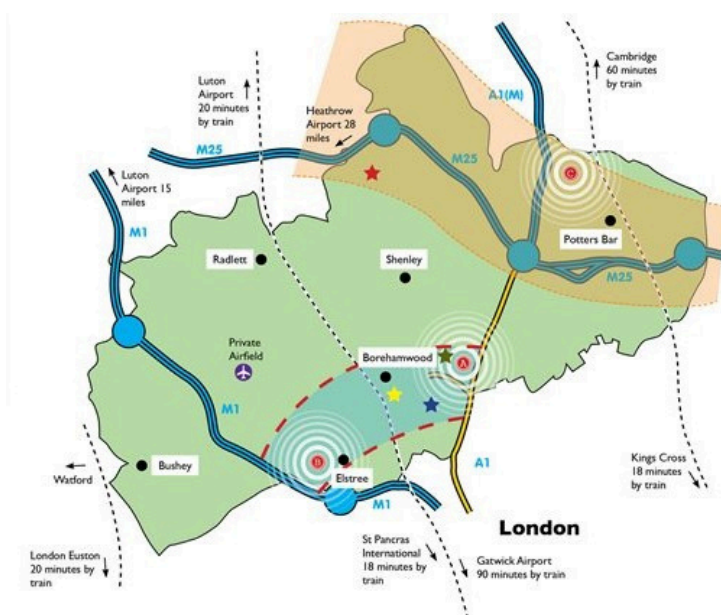 Luton
Airport
20 minutes
by train
Cambridge
60 minutes
by train
A1(M)
Heathrow
Airport 28
miles
M25
M25
Luton
Airport 15
miles
C
M1
Potters Bar
Radlett
Shenley
M25
Private
Airfield
Borehamwood
A
M1
B
Elstree
A1
Bushey
Watford
M1
Kings Cross
18 minutes
by train
London
London Euston
20 minutes by
train
St Pancras
International
18 minutes by
train
Gatwick Airport
90 minutes by train